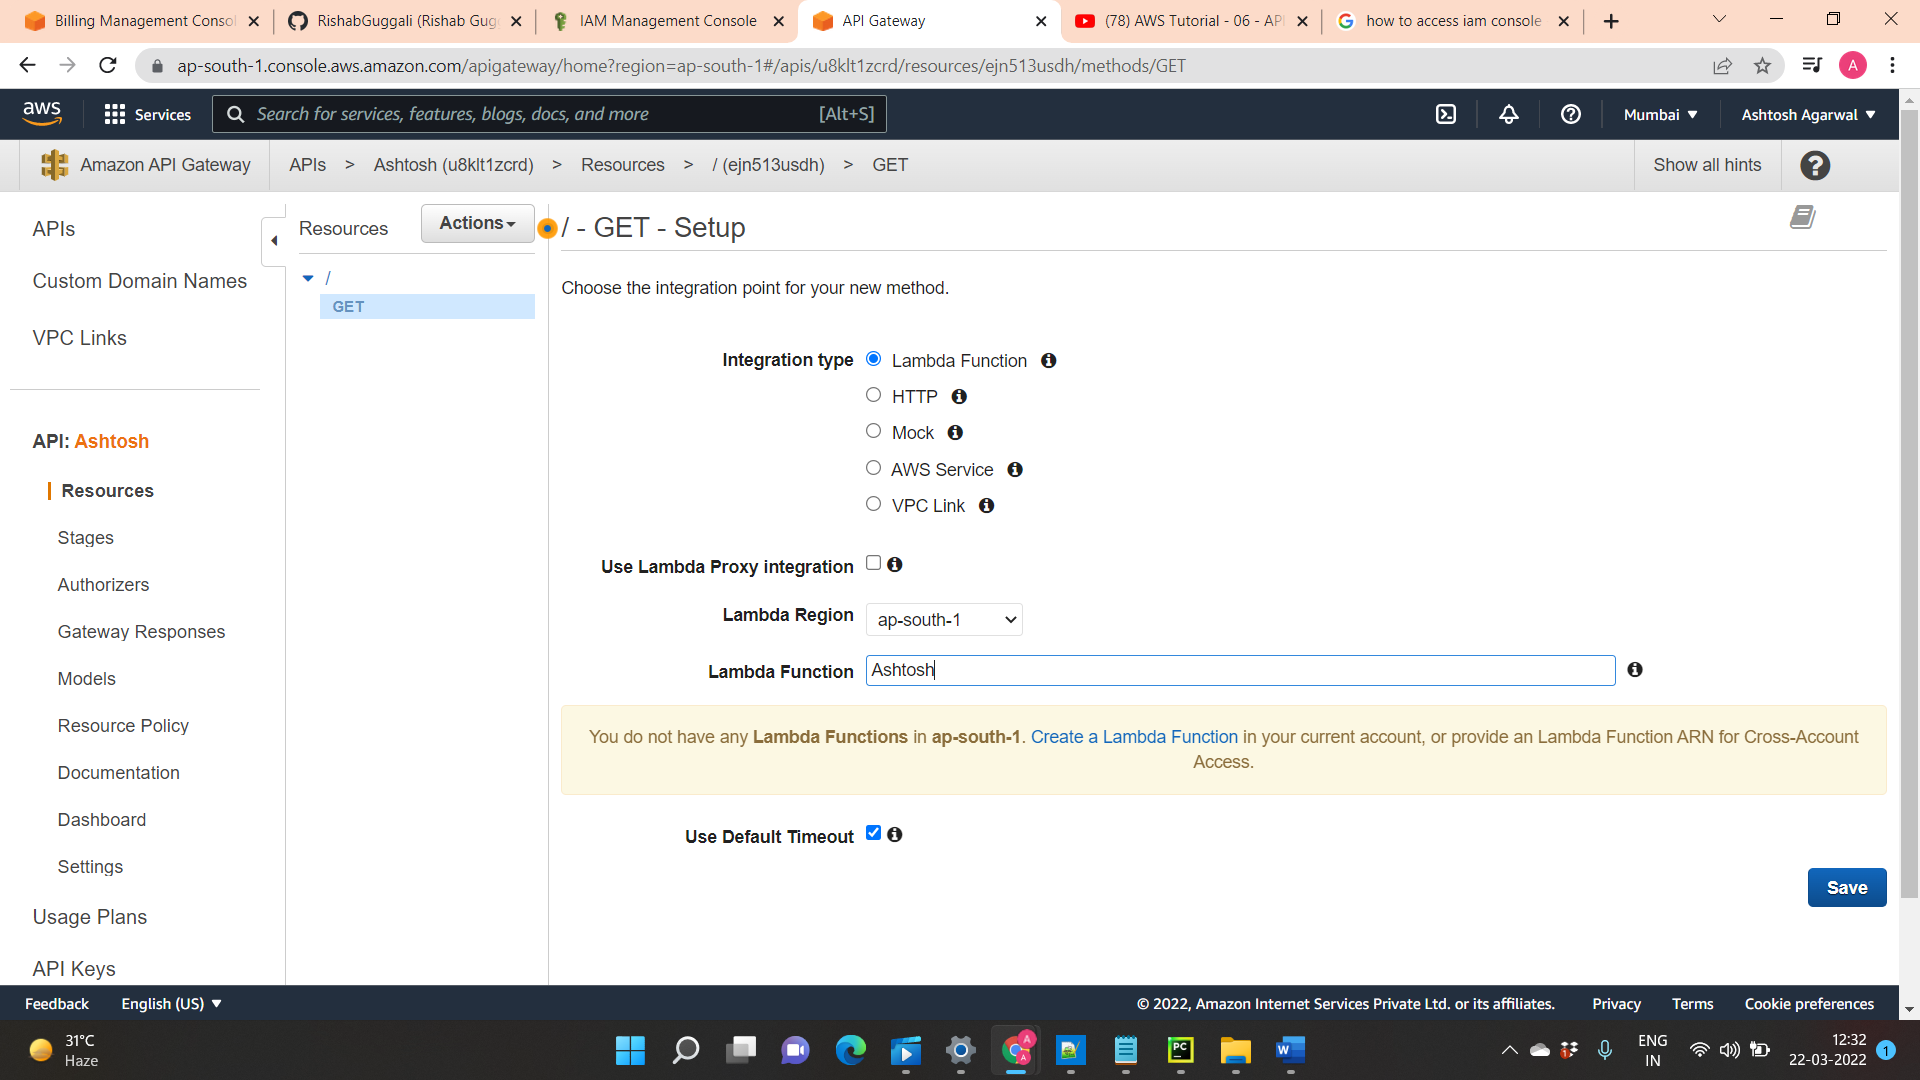 Billing Management Consol
RishabGuggali (Rishab Gug
IAM Management Console
API Gateway
(78) AWS Tutorial - 06 - API
how to access iam console
ap-south-1.console.aws.amazon.com/apigateway/home?region=ap-south-1#/apis/u8klt1zcrd/resources/ejn513usdh/methods/GET
A
aws
Services
Search for services, features, blogs, docs, and more
[Alt+S]
Mumbai
Ashtosh Agarwal
Amazon API Gateway
APIs > Ashtosh (u8klt1zcrd) > Resources > / (ejn513usdh) > GET
Show all hints
APIs
Custom Domain Names
VPC Links
API: Ashtosh
Resources
Stages
Authorizers
Gateway Responses
Models
Resource Policy
Documentation
Dashboard
Settings
Usage Plans
API Keys
Resources
Actions
/
GET
/ - GET - Setup
Choose the integration point for your new method.
Integration type
Lambda Function
HTTP
Mock
AWS Service
VPC Link
Use Lambda Proxy integration
Lambda Region
ap-south-1
Lambda Function
Ashtosh
You do not have any Lambda Functions in ap-south-1. Create a Lambda Function in your current account, or provide an Lambda Function ARN for Cross-Account
Access.
Use Default Timeout
Save
Feedback
English (US)
© 2022, Amazon Internet Services Private Ltd. or its affiliates.
Privacy
Terms
Cookie preferences
31°C
Haze
A
A
PC
W
ENG
IN
12:32
22-03-2022
1